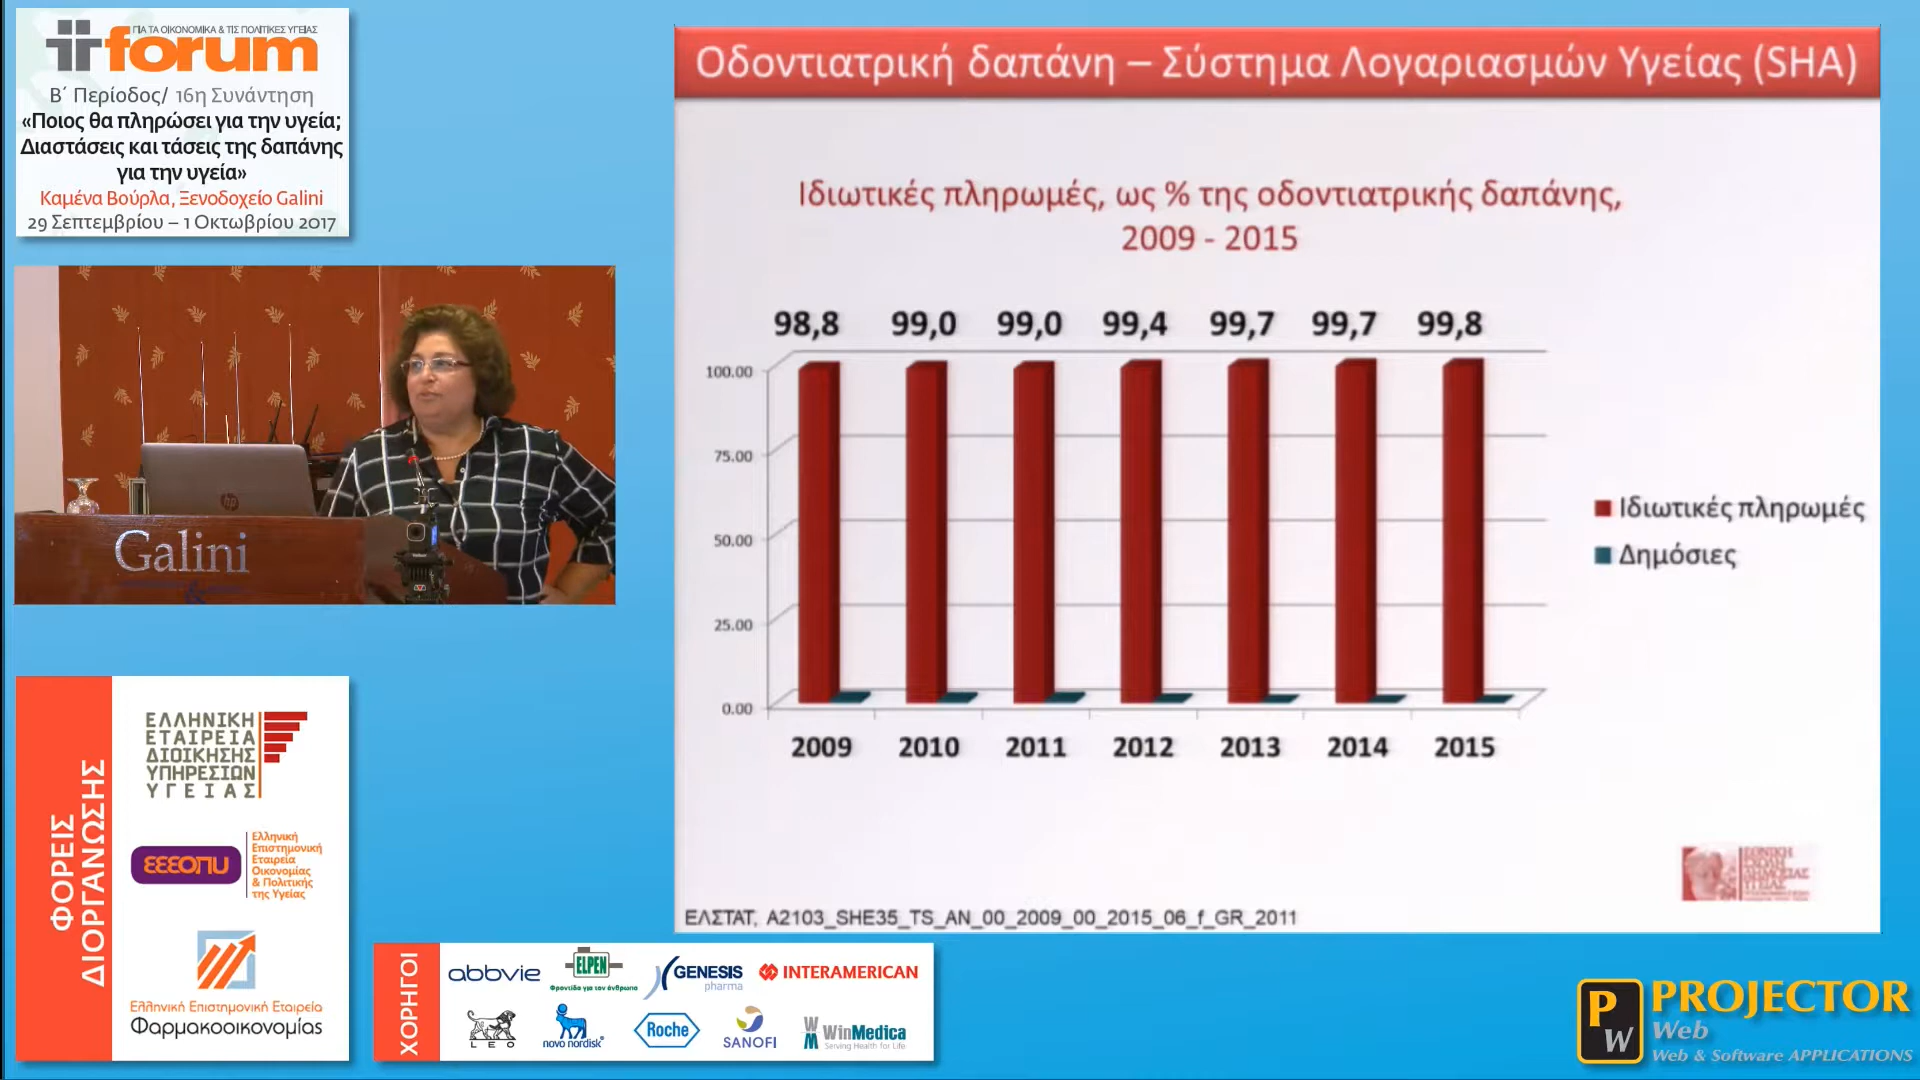 ΓΙΑ ΤΑ ΟΙΚΟΝΟΜΙΚΑ & ΤΙΣ ΠΟΛΙΤΙΚΕΣ ΥΓΕΙΑΣ
forum
Β΄ Περίοδος/ 16η Συνάντηση
«Ποιος θα πληρώσει για την υγεία;
Διαστάσεις και τάσεις της δαπάνης
για την υγεία»
Καμένα Βούρλα, Ξενοδοχείο Galini
29 Σεπτεμβρίου – 1 Οκτωβρίου 2017
hp
Galini
&
ΦΟΡΕΙΣ
ΔΙΟΡΓΑΝΩΣΗΣ
ΕΛΛΗΝΙΚΗ
ΕΤΑΙΡΕΙΑ
ΔΙΟΙΚΗΣΗΣ
ΥΠΗΡΕΣΙΩΝ
ΥΓΕΙΑΣ
ΕΕΕΟΠΥ
Ελληνική
Επιστημονική
Εταιρεία
Οικονομίας
& Πολιτικής
της Υγείας
Ελληνική Επιστημονική Εταιρεία
Φαρμακοοικονομίας
ΧΟΡΗΓΟΙ
abbvie
ELPEN
Φροντίδα για τον άνθρωπο
GENESIS
pharma
INTERAMERICAN
LEO
novo nordisk
Roche
SANOFI
WinMedica
Serving Health for Life
Οδοντιατρική δαπάνη – Σύστημα Λογαριασμών Υγείας (SHA)
Ιδιωτικές πληρωμές, ως % της οδοντιατρικής δαπάνης,
2009 - 2015
98,8 99,0 99,0 99,4 99,7 99,7 99,8
100.00
75.00
50.00
25.00
0.00
2009 2010 2011 2012 2013 2014 2015
Ιδιωτικές πληρωμές
Δημόσιες
ΕΘΝΙΚΗ
ΣΧΟΛΗ
ΔΗΜΟΣΙΑΣ
ΥΓΕΙΑΣ
ΕΛΣΤΑΤ, A2103_SHE35_TS_AN_00_2009_00_2015_06_f_GR_2011
PW
PROJECTOR
Web
Web & Software APPLICATIONS